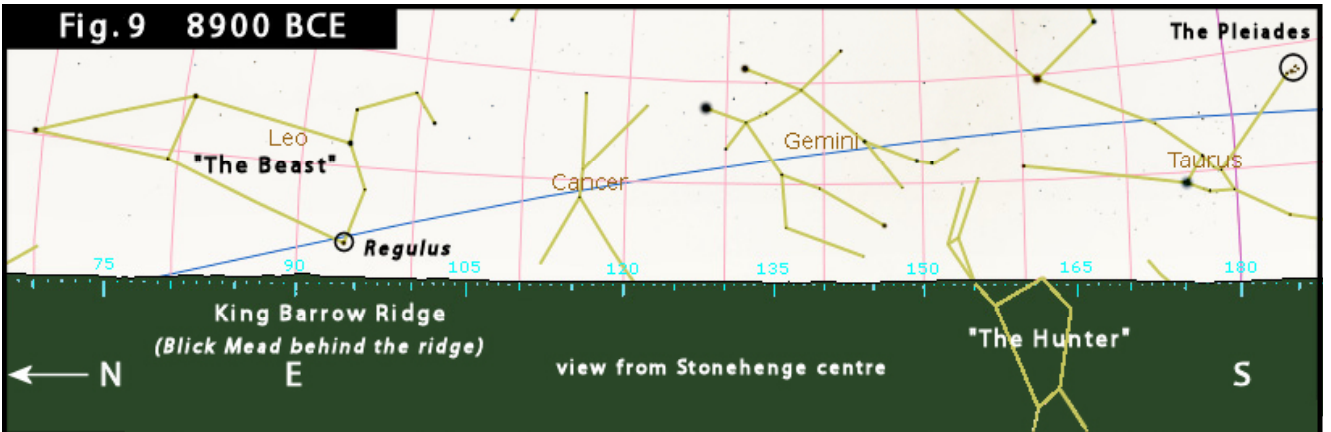 Fig.9 8900 BCE
The Pleiades
Leo
"The Beast"
Gemini
Taurus
Cancer
Regulus
75 90 105 120 135 150 165 180
King Barrow Ridge
(Blick Mead behind the ridge)
"The Hunter"
view from Stonehenge centre
N E S